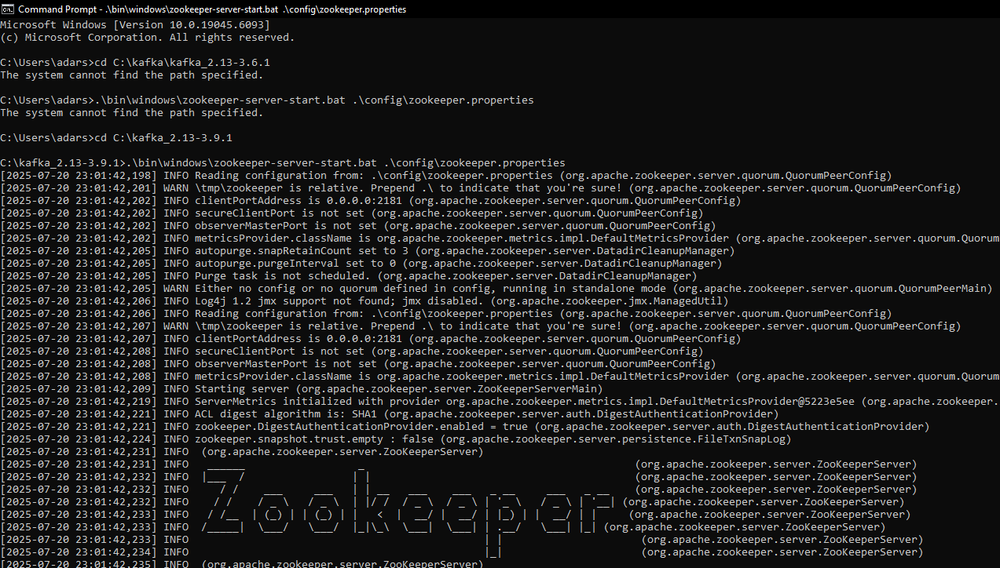 Command Prompt - .\bin\windows\zookeeper-server-start.bat .\config\zookeeper.properties
Microsoft Windows [Version 10.0.19045.6093]
(c) Microsoft Corporation. All rights reserved.
C:\Users\adars>cd C:\kafka\kafka_2.13-3.6.1
The system cannot find the path specified.
C:\Users\adars>.\bin\windows\zookeeper-server-start.bat .\config\zookeeper.properties
The system cannot find the path specified.
C:\Users\adars>cd C:\kafka_2.13-3.9.1
C:\kafka_2.13-3.9.1>.\bin\windows\zookeeper-server-start.bat .\config\zookeeper.properties
[2025-07-20 23:01:42,198] INFO Reading configuration from: .\config\zookeeper.properties (org.apache.zookeeper.server.quorum.QuorumPeerConfig)
[2025-07-20 23:01:42,201] WARN \tmp\zookeeper is relative. Prepend .\ to indicate that you're sure! (org.apache.zookeeper.server.quorum.QuorumPeerConfig)
[2025-07-20 23:01:42,202] INFO clientPortAddress is 0.0.0.0:2181 (org.apache.zookeeper.server.quorum.QuorumPeerConfig)
[2025-07-20 23:01:42,202] INFO secureClientPort is not set (org.apache.zookeeper.server.quorum.QuorumPeerConfig)
[2025-07-20 23:01:42,202] INFO observerMasterPort is not set (org.apache.zookeeper.server.quorum.QuorumPeerConfig)
[2025-07-20 23:01:42,202] INFO metricsProvider.className is org.apache.zookeeper.metrics.impl.DefaultMetricsProvider (org.apache.zookeeper.server.quorum.Quorum
[2025-07-20 23:01:42,205] INFO autopurge.snapRetainCount set to 3 (org.apache.zookeeper.server.DatadirCleanupManager)
[2025-07-20 23:01:42,205] INFO autopurge.purgeInterval set to 0 (org.apache.zookeeper.server.DatadirCleanupManager)
[2025-07-20 23:01:42,205] INFO Purge task is not scheduled. (org.apache.zookeeper.server.DatadirCleanupManager)
[2025-07-20 23:01:42,205] WARN Either no config or no quorum defined in config, running in standalone mode (org.apache.zookeeper.server.quorum.QuorumPeerMain)
[2025-07-20 23:01:42,206] INFO Log4j 1.2 jmx support not found; jmx disabled. (org.apache.zookeeper.jmx.ManagedUtil)
[2025-07-20 23:01:42,206] INFO Reading configuration from: .\config\zookeeper.properties (org.apache.zookeeper.server.quorum.QuorumPeerConfig)
[2025-07-20 23:01:42,207] WARN \tmp\zookeeper is relative. Prepend .\ to indicate that you're sure! (org.apache.zookeeper.server.quorum.QuorumPeerConfig)
[2025-07-20 23:01:42,207] INFO clientPortAddress is 0.0.0.0:2181 (org.apache.zookeeper.server.quorum.QuorumPeerConfig)
[2025-07-20 23:01:42,208] INFO secureClientPort is not set (org.apache.zookeeper.server.quorum.QuorumPeerConfig)
[2025-07-20 23:01:42,208] INFO observerMasterPort is not set (org.apache.zookeeper.server.quorum.QuorumPeerConfig)
[2025-07-20 23:01:42,208] INFO metricsProvider.className is org.apache.zookeeper.metrics.impl.DefaultMetricsProvider (org.apache.zookeeper.server.quorum.Quorum
[2025-07-20 23:01:42,209] INFO Starting server (org.apache.zookeeper.server.ZooKeeperServerMain)
[2025-07-20 23:01:42,219] INFO ServerMetrics initialized with provider org.apache.zookeeper.metrics.impl.DefaultMetricsProvider@5223e5ee (org.apache.zookeeper.
[2025-07-20 23:01:42,221] INFO ACL digest algorithm is: SHA1 (org.apache.zookeeper.server.auth.DigestAuthenticationProvider)
[2025-07-20 23:01:42,221] INFO zookeeper.DigestAuthenticationProvider.enabled = true (org.apache.zookeeper.server.auth.DigestAuthenticationProvider)
[2025-07-20 23:01:42,224] INFO zookeeper.snapshot.trust.empty : false (org.apache.zookeeper.server.persistence.FileTxnSnapLog)
[2025-07-20 23:01:42,231] INFO  (org.apache.zookeeper.server.ZooKeeperServer)
[2025-07-20 23:01:42,231] INFO   ______                  _                                           (org.apache.zookeeper.server.ZooKeeperServer)
[2025-07-20 23:01:42,232] INFO  |___  /                 | |                                          (org.apache.zookeeper.server.ZooKeeperServer)
[2025-07-20 23:01:42,232] INFO     / /    ___     ___   | | __   ___    ___   _ __     ___   _ __    (org.apache.zookeeper.server.ZooKeeperServer)
[2025-07-20 23:01:42,232] INFO    / /    / _ \   / _ \  | |/ /  / _ \  / _ \ | '_ \   / _ \ | '__| (org.apache.zookeeper.server.ZooKeeperServer)
[2025-07-20 23:01:42,233] INFO   / /__  | (_) | | (_) | |   <  |  __/ |  __/ | |_) | |  __/ | |     (org.apache.zookeeper.server.ZooKeeperServer)
[2025-07-20 23:01:42,233] INFO  /_____|  \___/   \___/  |_|\_\  \___|  \___| | .__/   \___| |_| (org.apache.zookeeper.server.ZooKeeperServer)
[2025-07-20 23:01:42,233] INFO                                               | |                      (org.apache.zookeeper.server.ZooKeeperServer)
[2025-07-20 23:01:42,234] INFO                                               |_|                      (org.apache.zookeeper.server.ZooKeeperServer)
[2025-07-20 23:01:42,235] INFO  (org.apache.zookeeper.server.ZooKeeperServer)